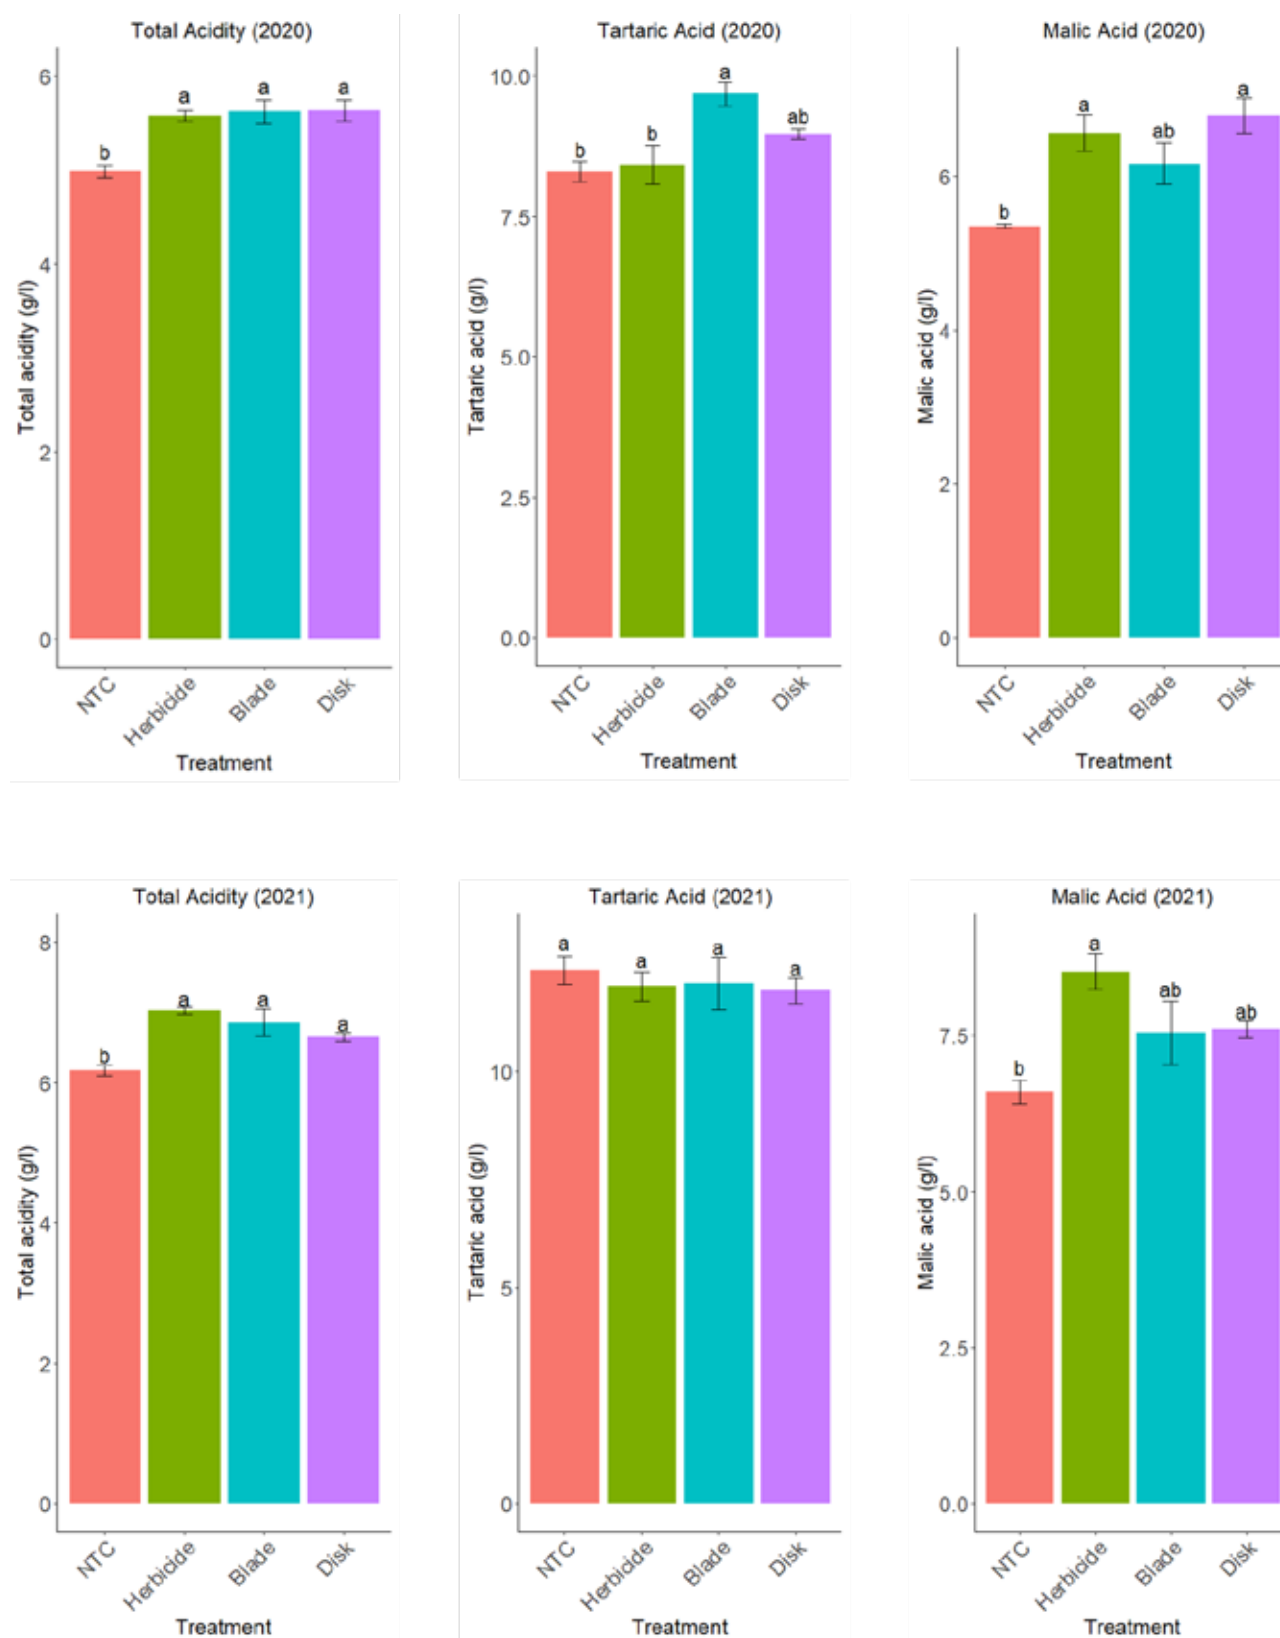 Total Acidity (2020)
6
4
2
0
Total acidity (g/l)
b
a
a
a
NTC
Herbicide
Blade
Disk
Treatment
Tartaric Acid (2020)
10.0
7.5
5.0
2.5
0.0
Tartaric acid (g/l)
b
b
a
ab
NTC
Herbicide
Blade
Disk
Treatment
Malic Acid (2020)
6
4
2
0
Malic acid (g/l)
b
a
ab
a
NTC
Herbicide
Blade
Disk
Treatment
Total Acidity (2021)
8
6
4
2
0
Total acidity (g/l)
b
a
a
a
NTC
Herbicide
Blade
Disk
Treatment
Tartaric Acid (2021)
10
5
0
Tartaric acid (g/l)
a
a
a
a
NTC
Herbicide
Blade
Disk
Treatment
Malic Acid (2021)
7.5
5.0
2.5
0.0
Malic acid (g/l)
b
a
ab
ab
NTC
Herbicide
Blade
Disk
Treatment